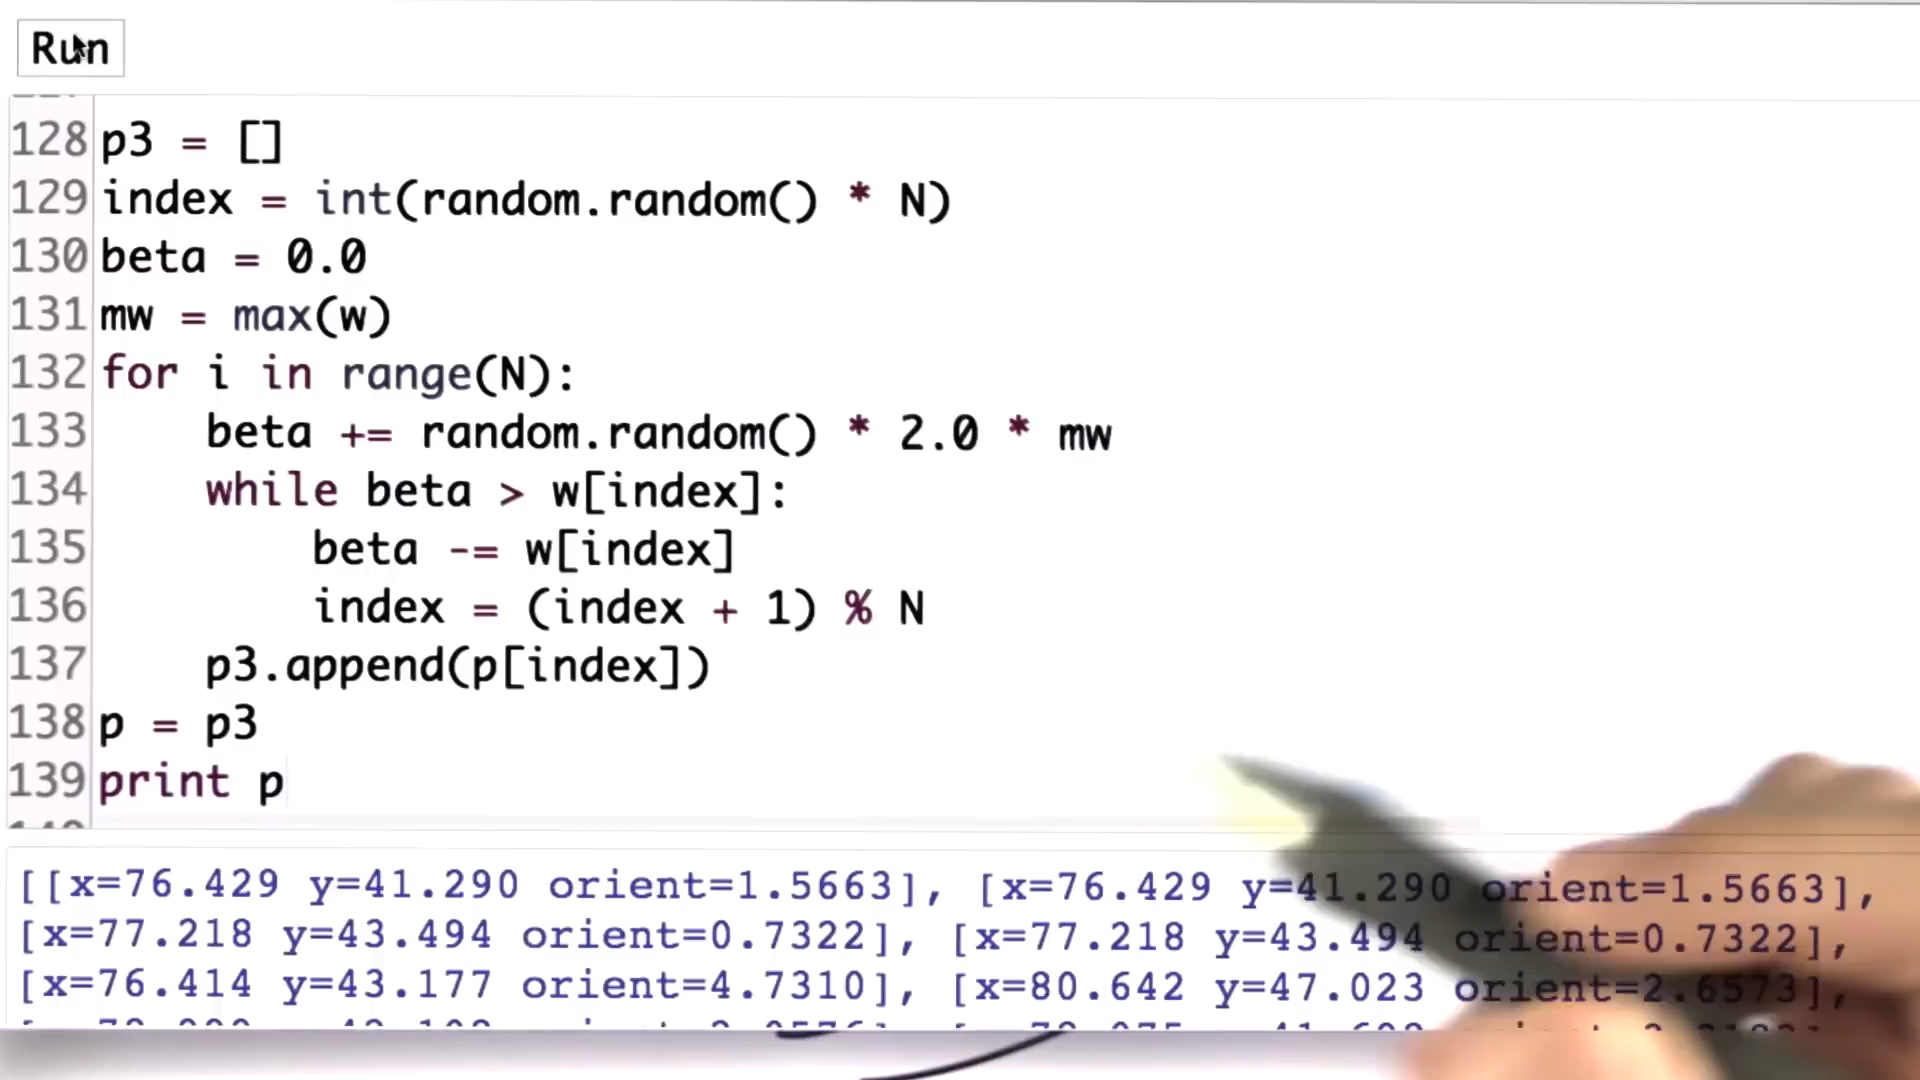 Run
128 p3 = []
129 index = int(random.random() * N)
130 beta = 0.0
131 mw = max(w)
132 for i in range(N):
133 beta += random.random() * 2.0 * mw
134 while beta > w[index]:
135 beta -= w[index]
136 index = (index + 1) % N
137 p3.append(p[index])
138 p = p3
139 print p
[[x=76.429 y=41.290 orient=1.5663], [x=76.429 y=41.290 orient=1.5663],
[x=77.218 y=43.494 orient=0.7322], [x=77.218 y=43.494 orient=0.7322],
[x=76.414 y=43.177 orient=4.7310], [x=80.642 y=47.023 orient=2.6573],